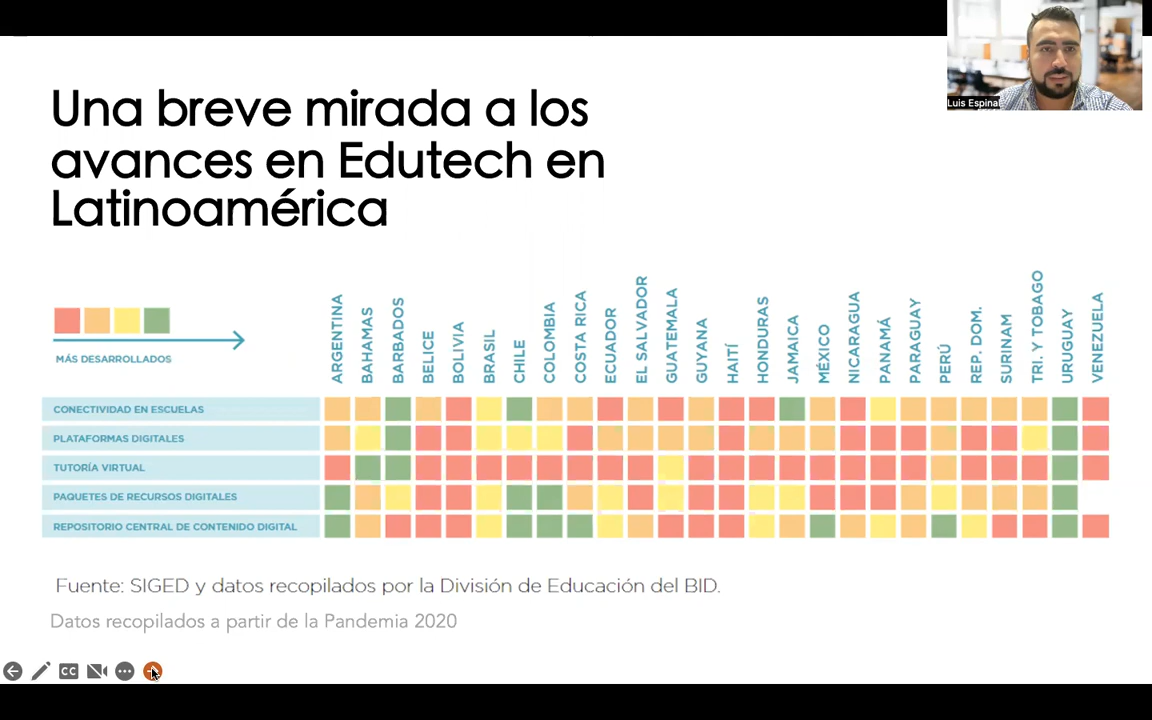 Luis Espinal
Una breve mirada a los
avances en Edutech en
Latinoamérica
MÁS DESARROLLADOS
ARGENTINA
BAHAMAS
BARBADOS
BELICE
BOLIVIA
BRASIL
CHILE
COLOMBIA
COSTA RICA
ECUADOR
EL SALVADOR
GUATEMALA
GUYANA
HAITÍ
HONDURAS
JAMAICA
MÉXICO
NICARAGUA
PANAMÁ
PARAGUAY
PERÚ
REP. DOM.
SURINAM
TRI. Y TOBAGO
URUGUAY
VENEZUELA
CONECTIVIDAD EN ESCUELAS
PLATAFORMAS DIGITALES
TUTORÍA VIRTUAL
PAQUETES DE RECURSOS DIGITALES
REPOSITORIO CENTRAL DE CONTENIDO DIGITAL
Fuente: SIGED y datos recopilados por la División de Educación del BID.
Datos recopilados a partir de la Pandemia 2020
CC